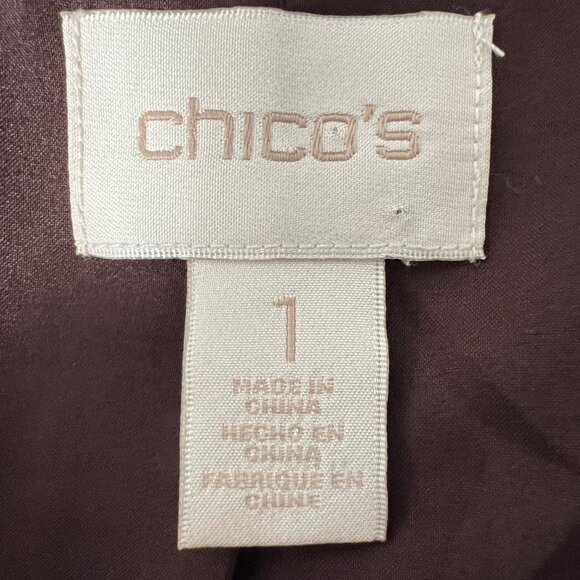 chico's
1
MADE IN
CHINA
HECHO EN
CHINA
FABRIQUE EN
CHINE